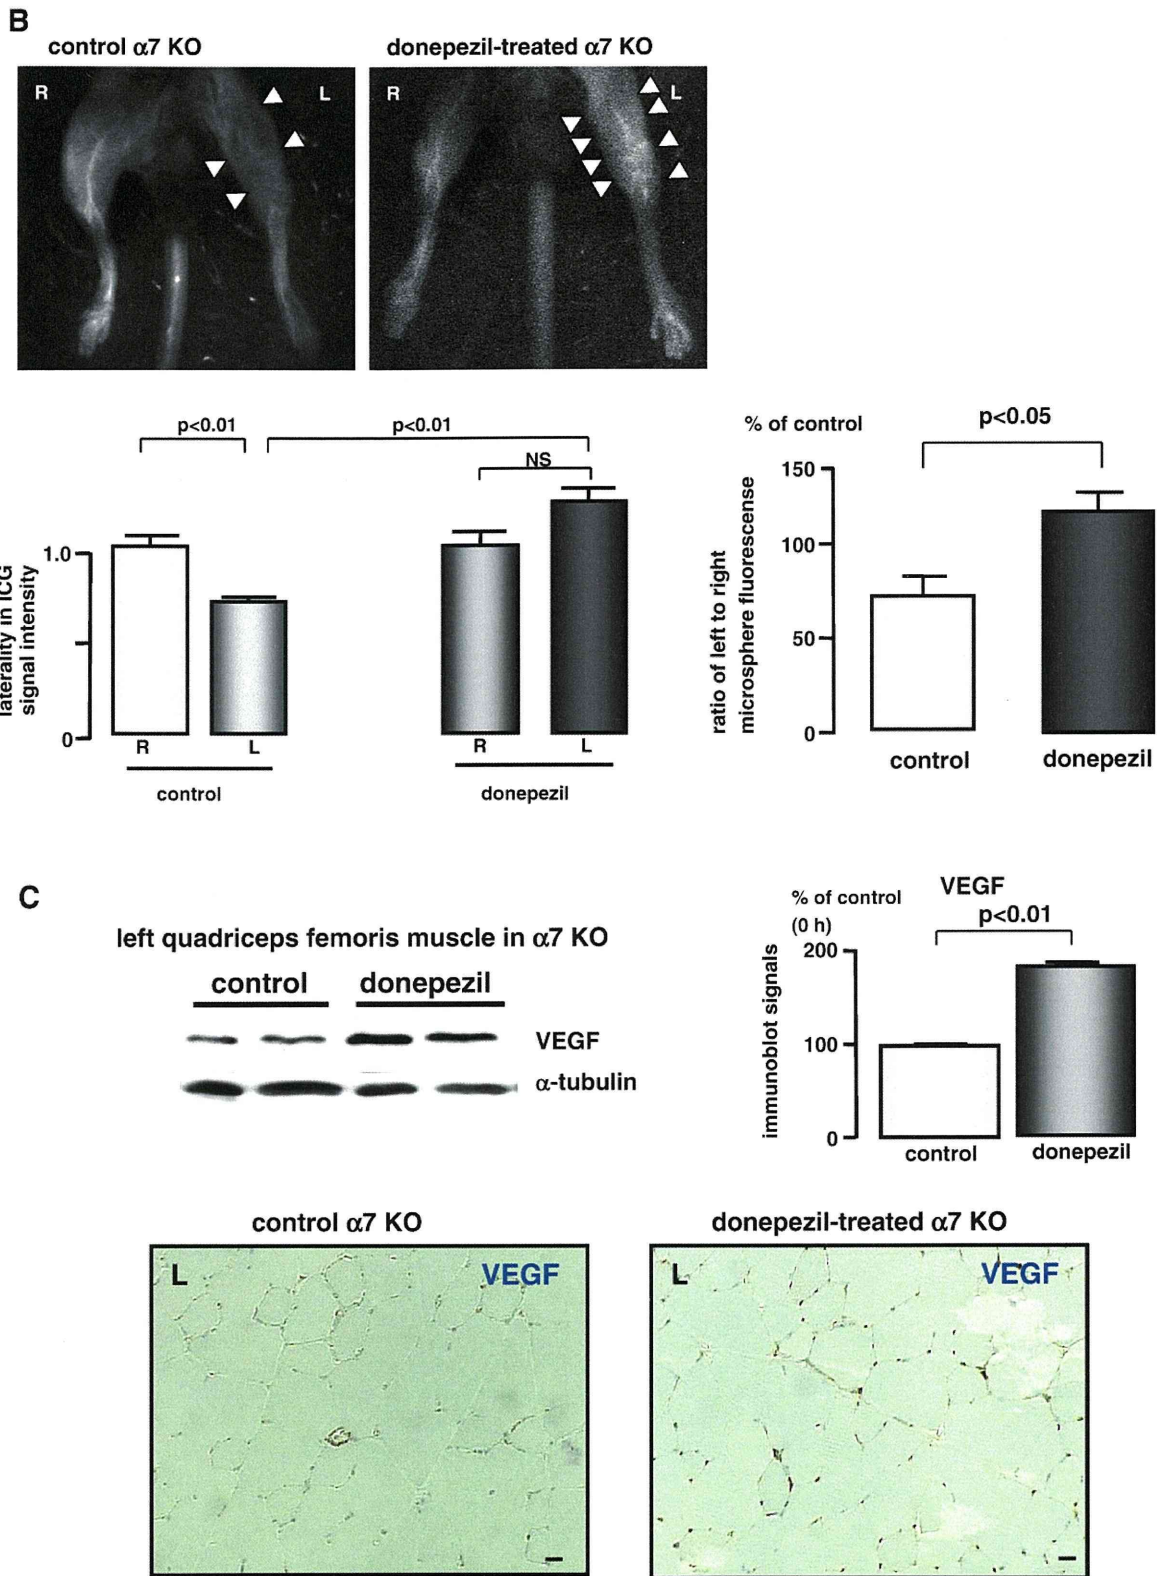 B
control α7 KO
donepezil-treated α7 KO
R
L
R
L
p<0.01
p<0.01
NS
1.0
0
laterality in ICG
signal intensity
R
L
R
L
control
donepezil
% of control
p<0.05
150
100
50
0
ratio of left to right
microsphere fluorescense
control
donepezil
C
left quadriceps femoris muscle in α7 KO
control
donepezil
VEGF
α-tubulin
% of control
(0 h)
VEGF
p<0.01
200
100
0
immunoblot signals
control
donepezil
control α7 KO
donepezil-treated α7 KO
L
VEGF
L
VEGF